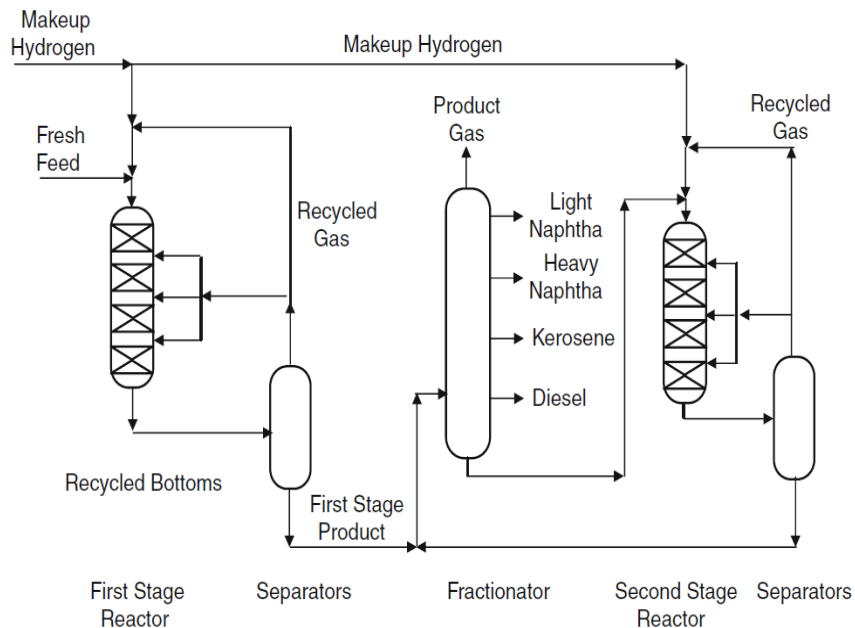 Makeup
Hydrogen
Makeup Hydrogen
Fresh
Feed
Recycled
Gas
Product
Gas
Light
Naphtha
Heavy
Naphtha
Kerosene
Diesel
Recycled
Gas
Recycled Bottoms
First Stage
Product
First Stage
Reactor
Separators
Fractionator
Second Stage
Reactor
Separators